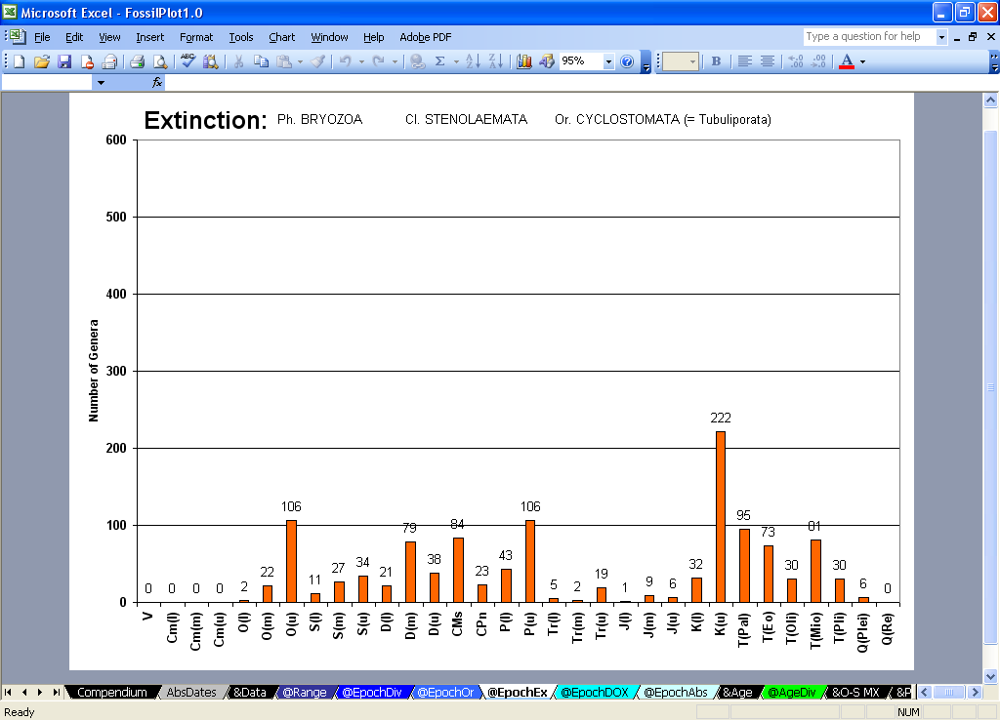 Microsoft Excel - FossilPlot1.0
File Edit View Insert Format Tools Chart Window Help Adobe PDF
Type a question for help
95%
fx
Extinction: Ph. BRYOZOA Cl. STENOLAEMATA Or. CYCLOSTOMATA (= Tubuliporata)
Number of Genera
600
500
400
300
200
100
0
0 0 0 0 2 22 106 11 27 34 21 79 38 84 23 43 106 5 2 19 1 9 6 32 222 95 73 30 81 30 6 0
V Cm(l) Cm(m) Cm(u) O(l) O(m) O(u) S(l) S(m) S(u) D(l) D(m) D(u) CMs CPn P(l) P(u) Tr(l) Tr(m) Tr(u) J(l) J(m) J(u) K(l) K(u) T(Pal) T(Eo) T(Oli) T(Mio) T(Pli) Q(Plei) Q(Re)
Compendium AbsDates &Data @Range @EpochDiv @EpochOr @EpochEx @EpochDOX @EpochAbs &Age @AgeDiv &O-S MX &P
Ready NUM